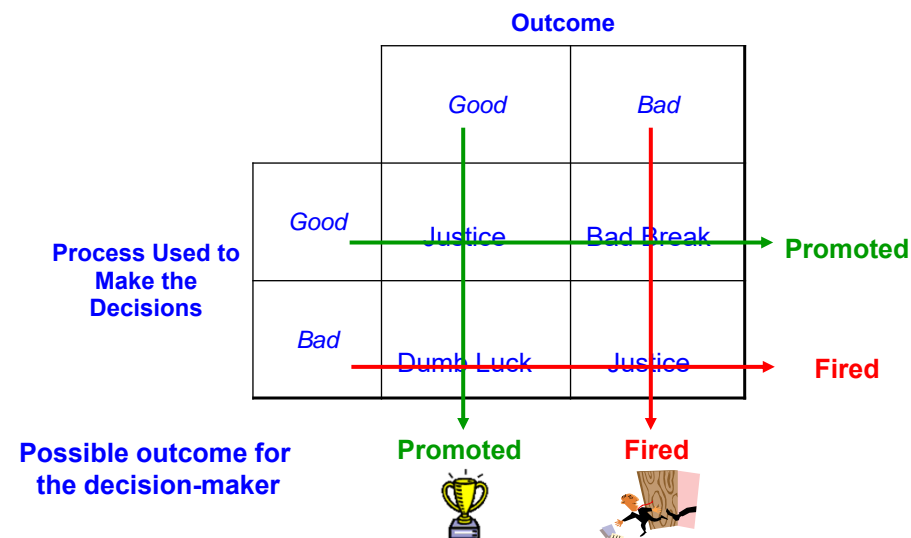 Outcome
Good
Bad
Good
Justice
Bad Break
Promoted
Process Used to
Make the
Decisions
Bad
Dumb Luck
Justice
Fired
Possible outcome for
the decision-maker
Promoted
Fired